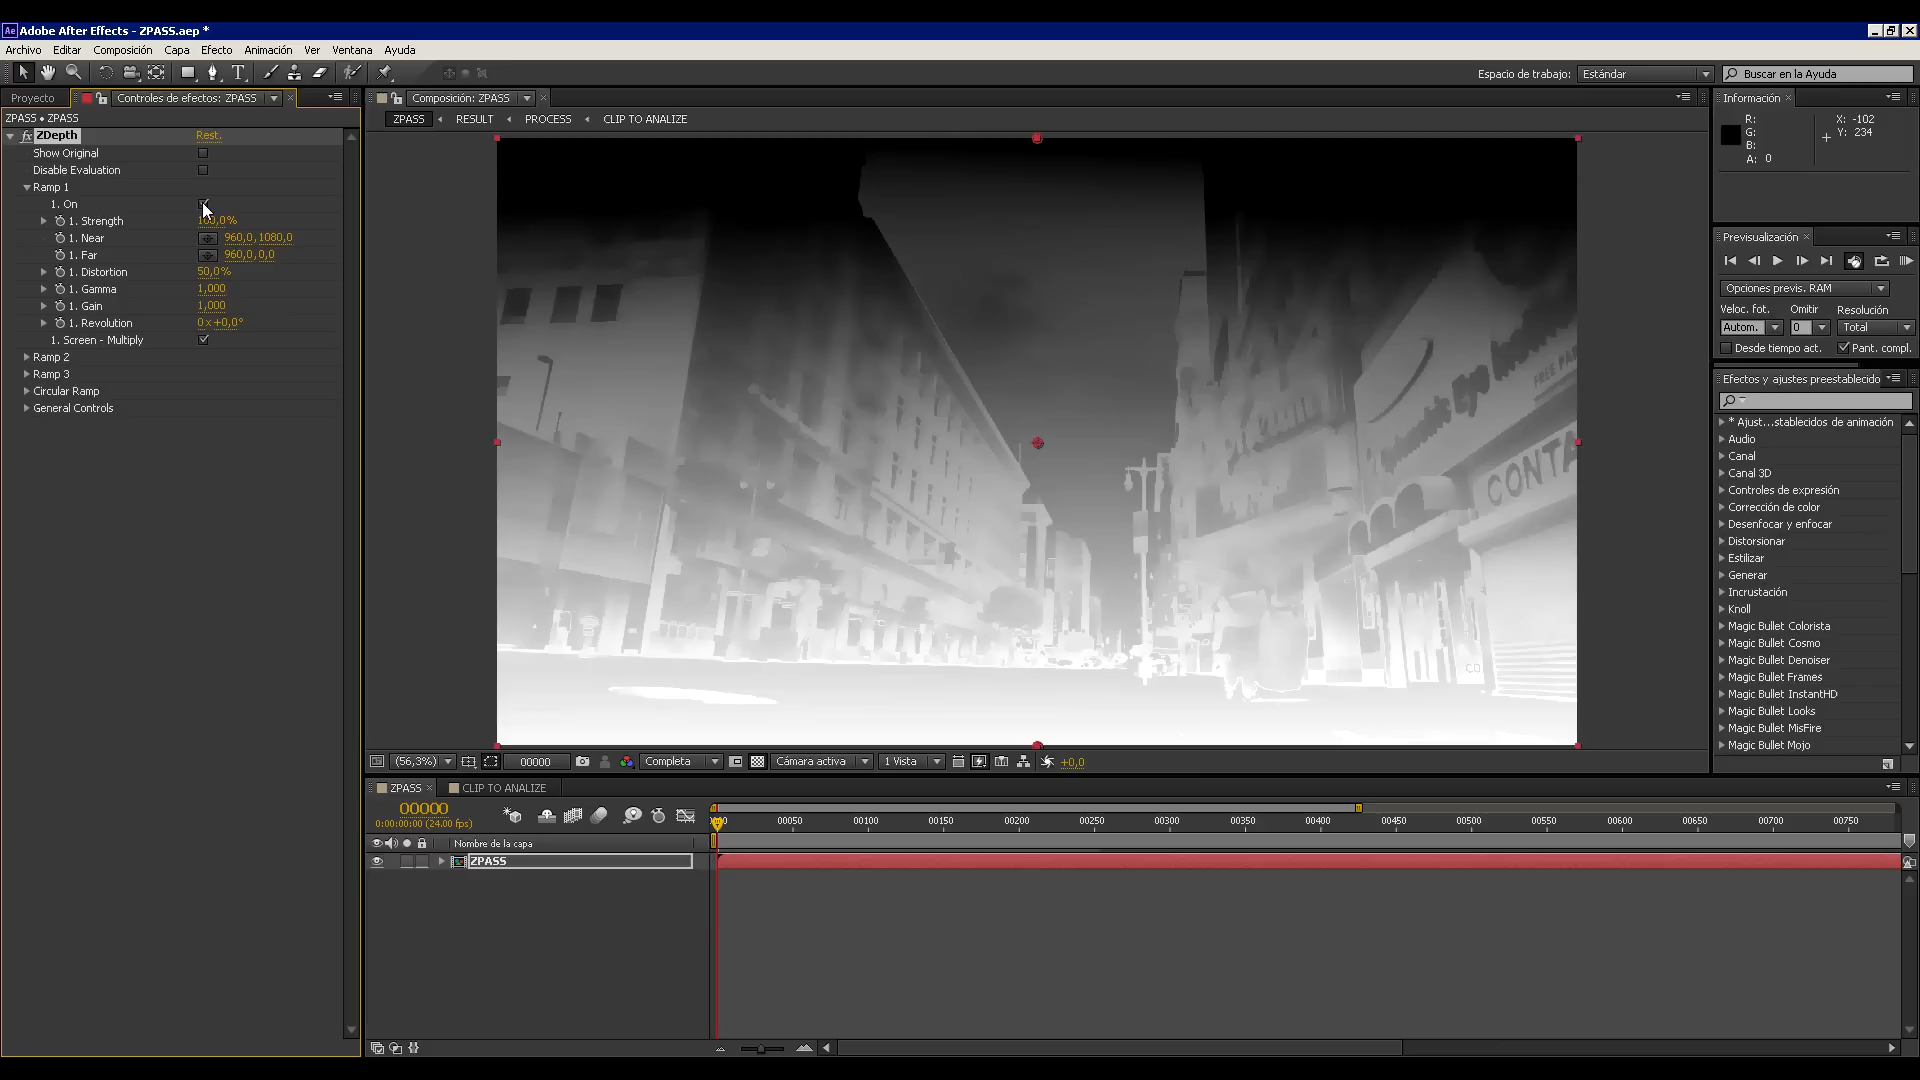 Ae Adobe After Effects - ZPASS.aep *
Archivo Editar Composición Capa Efecto Animación Ver Ventana Ayuda
Espacio de trabajo: Estándar Buscar en la Ayuda
Proyecto Controles de efectos: ZPASS
Composición: ZPASS
Información
ZPASS • ZPASS
ZPASS RESULT PROCESS CLIP TO ANALIZE
fx ZDepth Rest.
Show Original
Disable Evaluation
Ramp 1
1. On
1. Strength 100,0%
1. Near 960,0, 1080,0
1. Far 960,0, 0,0
1. Distortion 50,0%
1. Gamma 1,000
1. Gain 1,000
1. Revolution 0 x +0,0°
1. Screen - Multiply
Ramp 2
Ramp 3
Circular Ramp
General Controls
FREE PA
CONTA
CO
R:
G:
B:
A: 0
X: -102
Y: 234
Previsualización
Opciones previs. RAM
Veloc. fot. Omitir Resolución
Autom. 0 Total
Desde tiempo act. Pant. compl.
Efectos y ajustes preestablecido
* Ajust...stablecidos de animación
Audio
Canal
Canal 3D
Controles de expresión
Corrección de color
Desenfocar y enfocar
Distorsionar
Estilizar
Generar
Incrustación
Knoll
Magic Bullet Colorista
Magic Bullet Cosmo
Magic Bullet Denoiser
Magic Bullet Frames
Magic Bullet InstantHD
Magic Bullet Looks
Magic Bullet MisFire
Magic Bullet Mojo
(56,3%) 00000 Completa Cámara activa 1 Vista +0,0
ZPASS CLIP TO ANALIZE
00000
0:00:00:00 (24.00 fps)
00050 00100 00150 00200 00250 00300 00350 00400 00450 00500 00550 00600 00650 00700 00750
Nombre de la capa
ZPASS